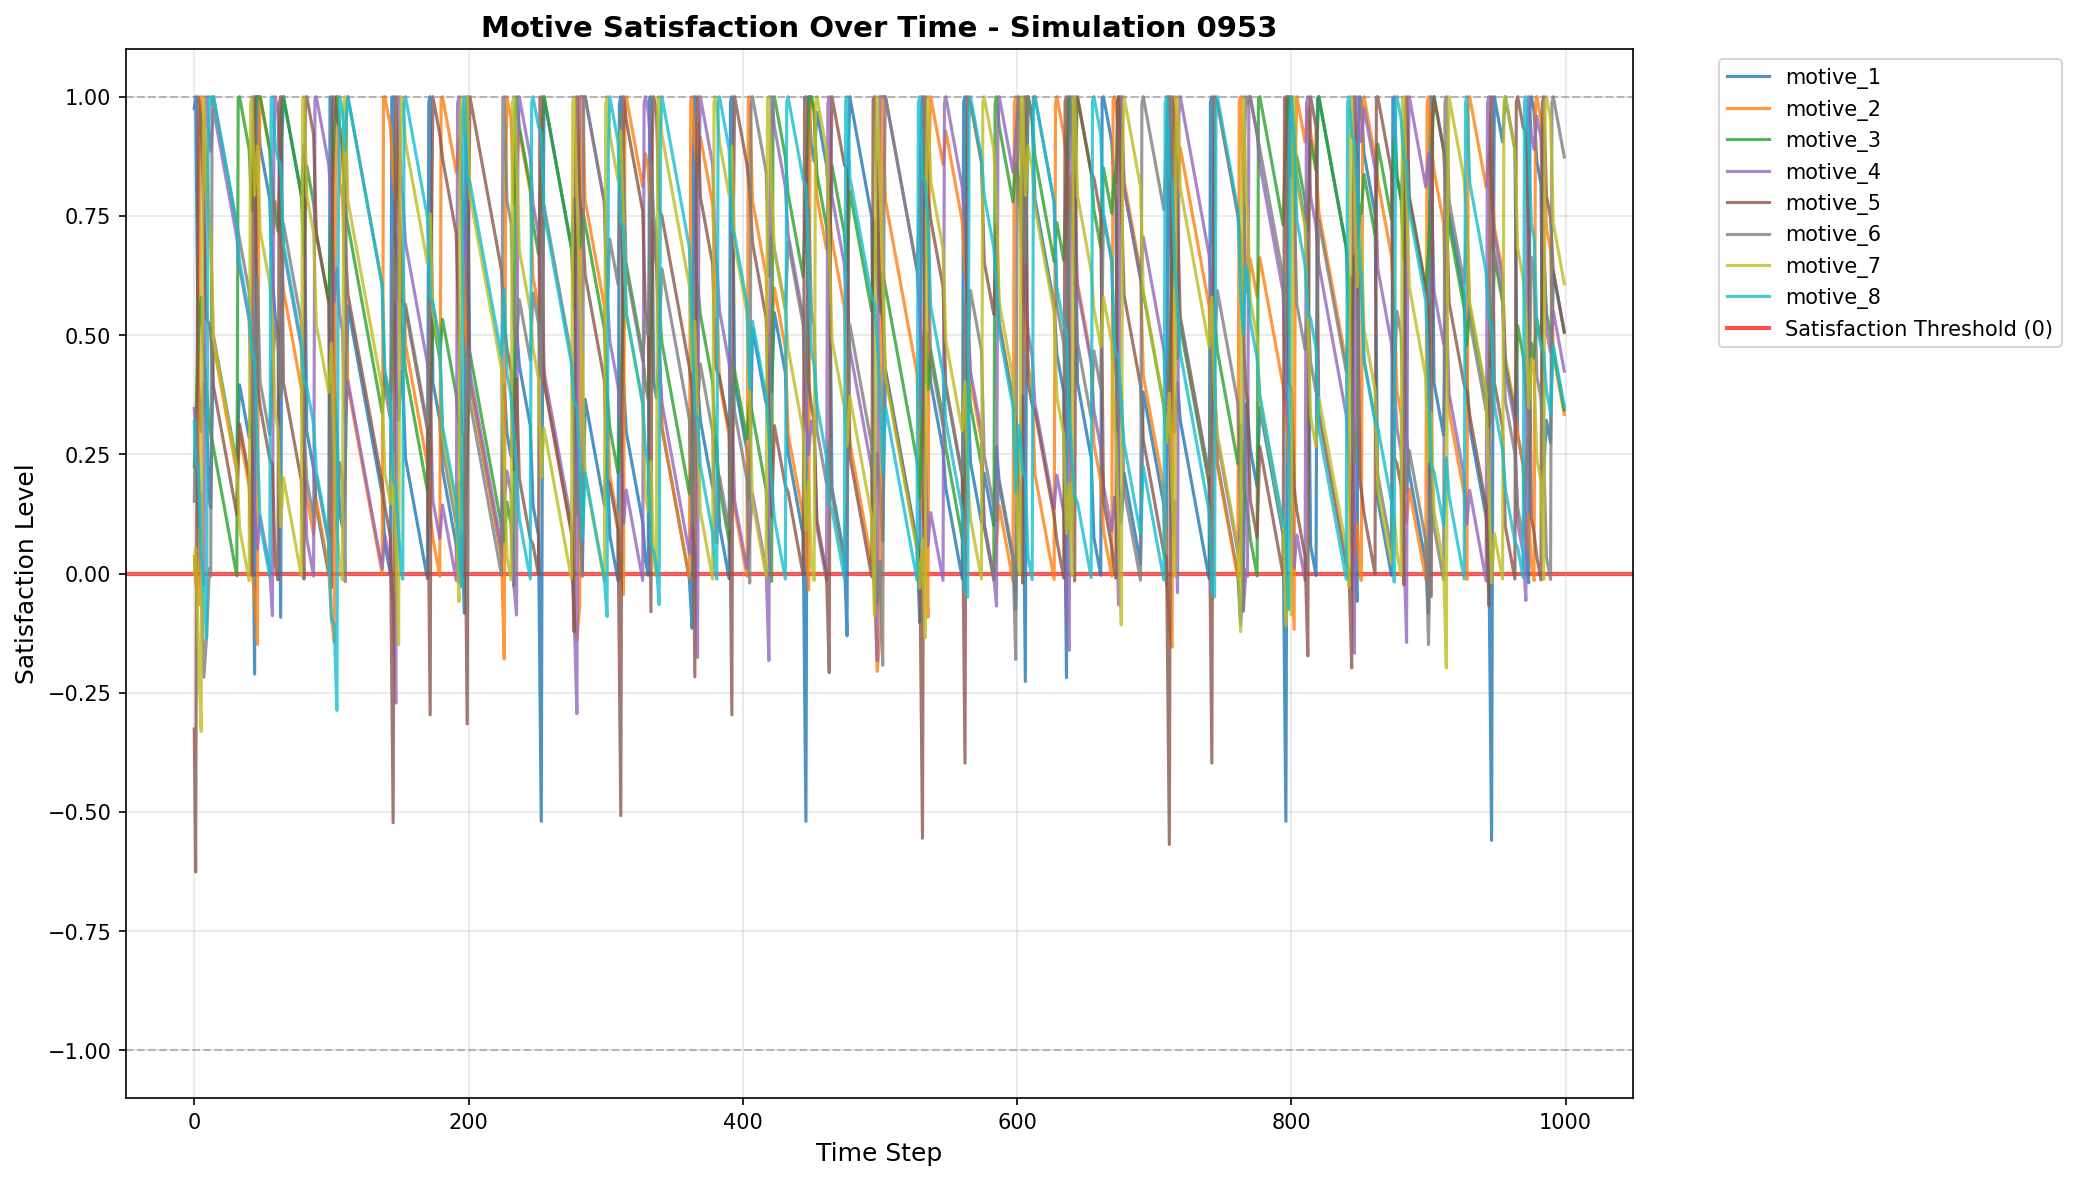 Motive Satisfaction Over Time - Simulation 0953
1.00
0.75
0.50
0.25
0.00
−0.25
−0.50
−0.75
−1.00
Satisfaction Level
0
200
400
600
800
1000
Time Step
motive_1
motive_2
motive_3
motive_4
motive_5
motive_6
motive_7
motive_8
Satisfaction Threshold (0)